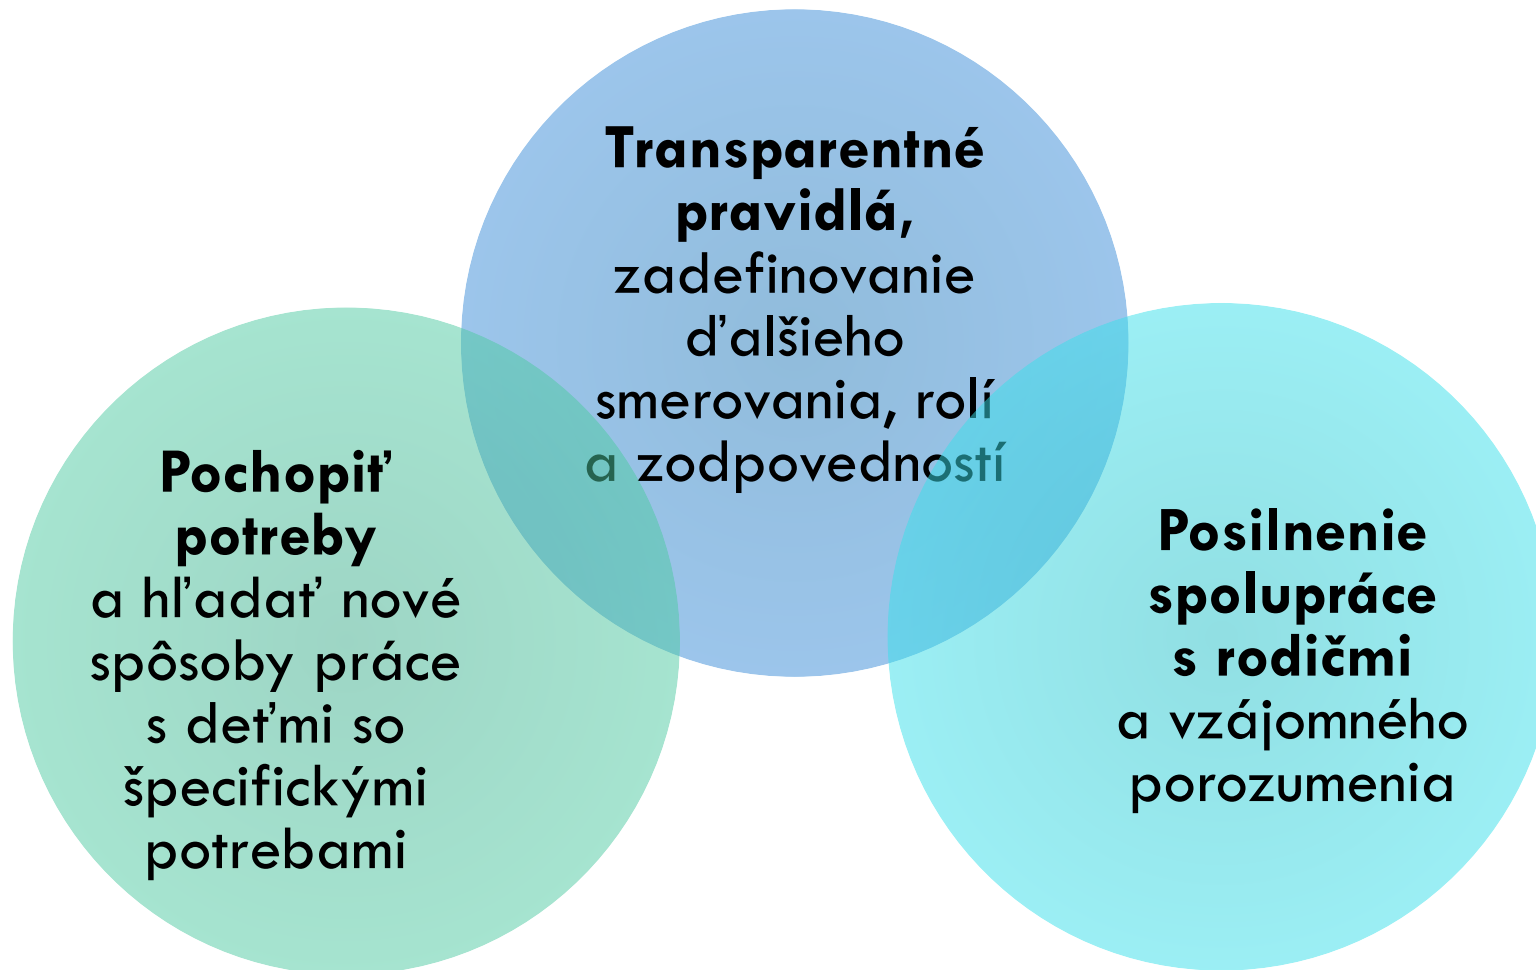 Transparentné
pravidlá,
zadefinovanie
ďalšieho
smerovania, rolí
a zodpovedností
Pochopiť
potreby
a hľadať nové
spôsoby práce
s deťmi so
špecifickými
potrebami
Posilnenie
spolupráce
s rodičmi
a vzájomného
porozumenia